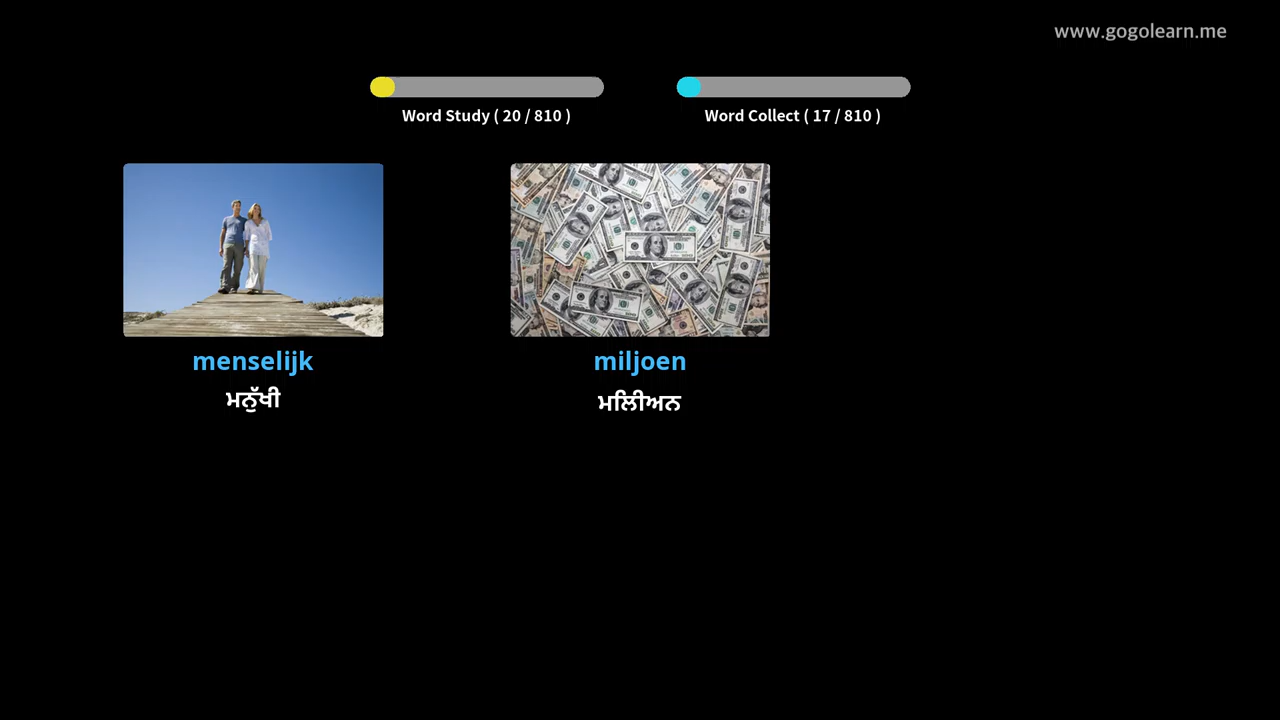 www.gogolearn.me
Word Study ( 20 / 810 )
Word Collect ( 17 / 810 )
menselijk
ਮਨੁੱਖੀ
miljoen
ਮਿਲੀਅਨ